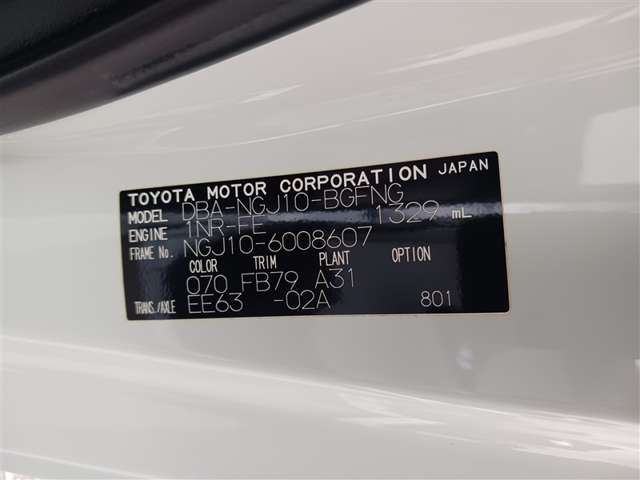 TOYOTA MOTOR CORPORATION JAPAN
MODEL DBA-NGJ10-BGFNG
ENGINE 1NR-FE 1329 mL
FRAME No. NGJ10-6008607
COLOR TRIM PLANT OPTION
070 FB79 A31
TRANS./AXLE EE63 -02A 801